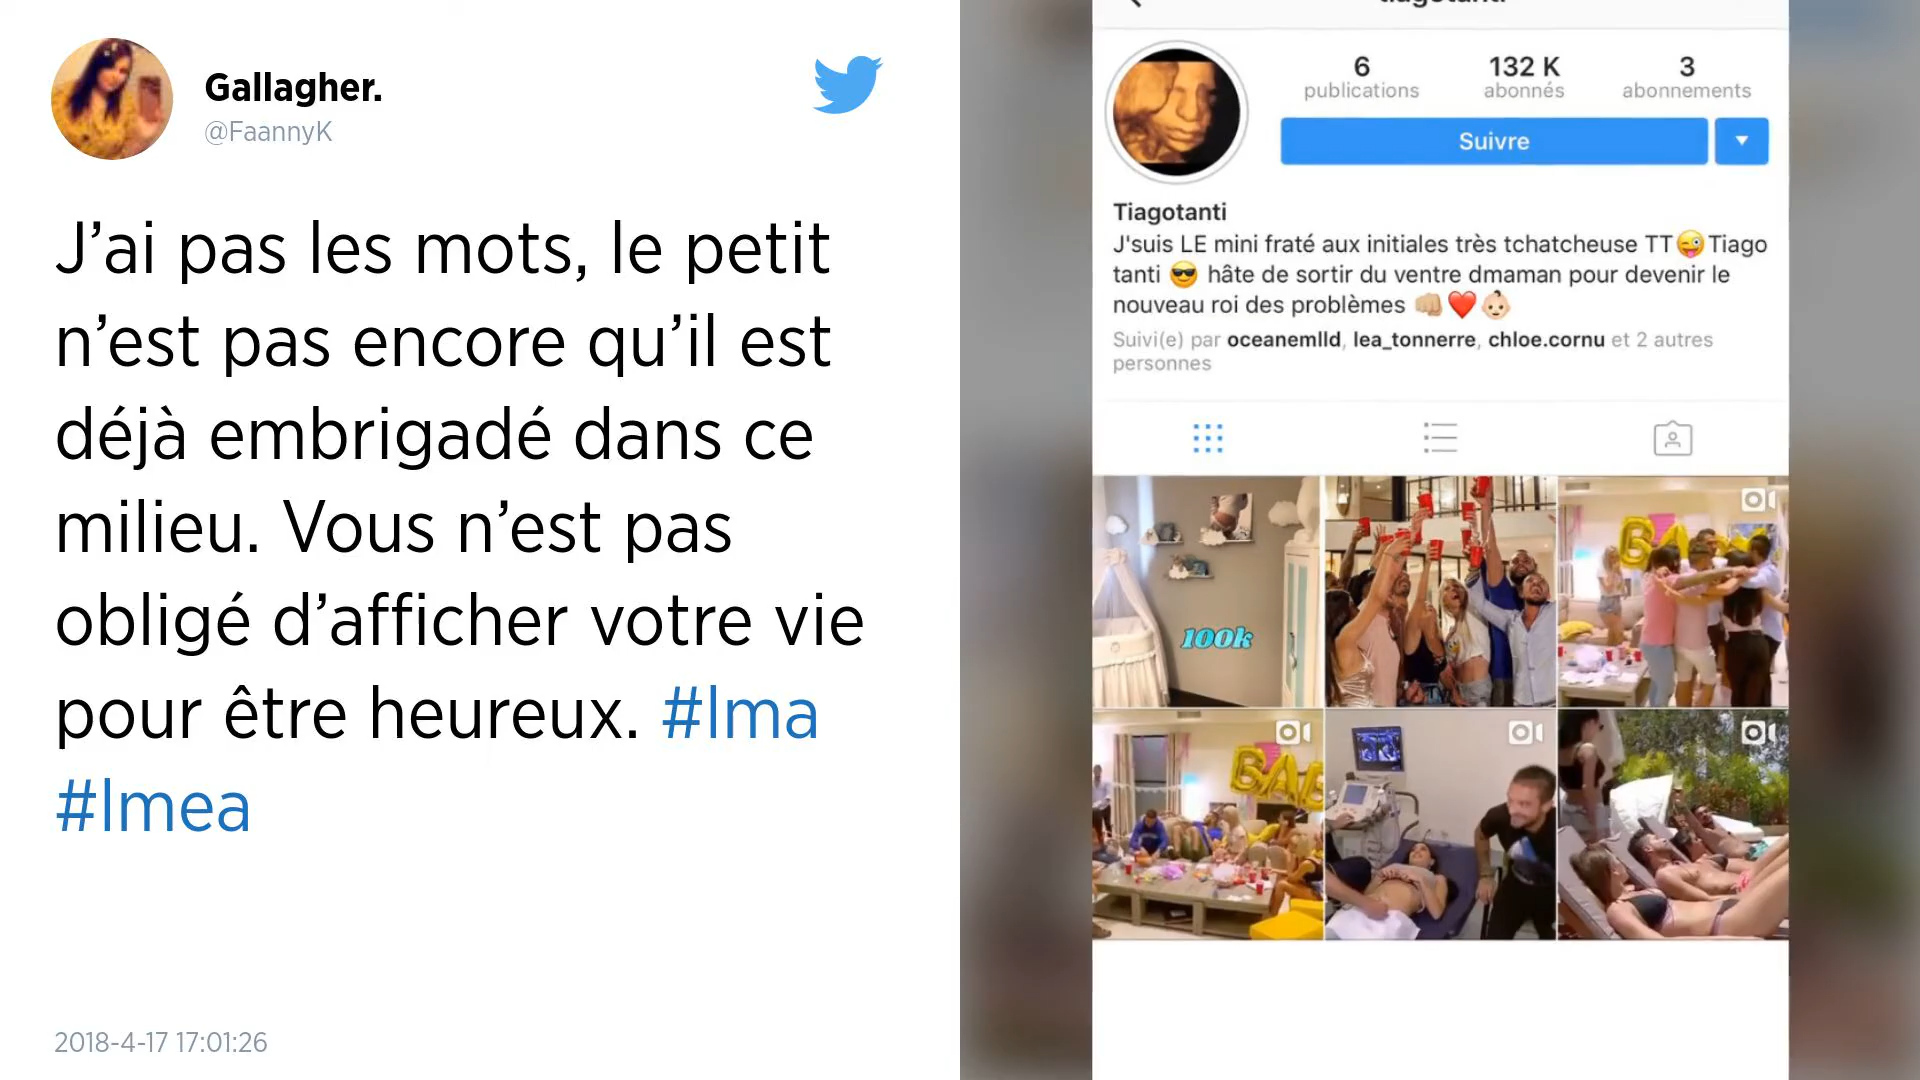 Gallagher.
@FaannyK
J’ai pas les mots, le petit
n’est pas encore qu’il est
déjà embrigadé dans ce
milieu. Vous n’est pas
obligé d’afficher votre vie
pour être heureux. #lma
#lmea
2018-4-17 17:01:26
tiagotanti
6
publications
132 K
abonnés
3
abonnements
Suivre
Tiagotanti
J'suis LE mini fraté aux initiales très tchatcheuse TT😜Tiago
tanti 😎 hâte de sortir du ventre dmaman pour devenir le
nouveau roi des problèmes 👊🏼❤️👶🏻
Suivi(e) par oceanemlld, lea_tonnerre, chloe.cornu et 2 autres
personnes
100k
BA
BAB